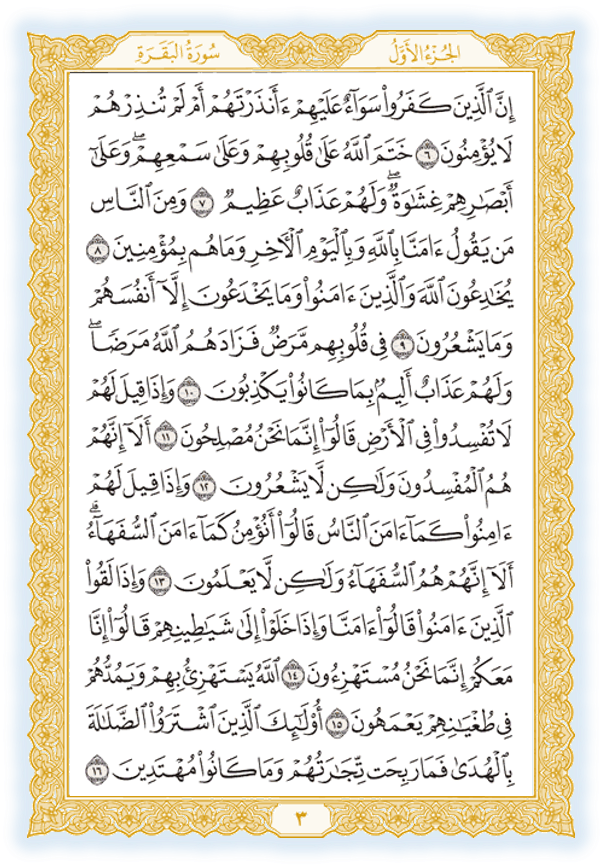 الجُزْءُ الأَوَّلُ
سُورَةُ البَقَرَةِ
إِنَّ ٱلَّذِينَ كَفَرُواْ سَوَآءٌ عَلَيْهِمْ ءَأَنذَرْتَهُمْ أَمْ لَمْ تُنذِرْهُمْ
لَا يُؤْمِنُونَ ٦ خَتَمَ ٱللَّهُ عَلَىٰ قُلُوبِهِمْ وَعَلَىٰ سَمْعِهِمْۖ وَعَلَىٰٓ
أَبْصَٰرِهِمْ غِشَٰوَةٌۖ وَلَهُمْ عَذَابٌ عَظِيمٌ ٧ وَمِنَ ٱلنَّاسِ
مَن يَقُولُ ءَامَنَّا بِٱللَّهِ وَبِٱلْيَوْمِ ٱلْأٓخِرِ وَمَا هُم بِمُؤْمِنِينَ ٨
يُخَٰدِعُونَ ٱللَّهَ وَٱلَّذِينَ ءَامَنُواْ وَمَا يَخْدَعُونَ إِلَّآ أَنفُسَهُمْ
وَمَا يَشْعُرُونَ ٩ فِي قُلُوبِهِم مَّرَضٌ فَزَادَهُمُ ٱللَّهُ مَرَضًاۖ
وَلَهُمْ عَذَابٌ أَلِيمٌۢ بِمَا كَانُواْ يَكْذِبُونَ ١٠ وَإِذَا قِيلَ لَهُمْ
لَا تُفْسِدُواْ فِي ٱلْأَرْضِ قَالُوٓاْ إِنَّمَا نَحْنُ مُصْلِحُونَ ١١ أَلَآ إِنَّهُمْ
هُمُ ٱلْمُفْسِدُونَ وَلَٰكِن لَّا يَشْعُرُونَ ١٢ وَإِذَا قِيلَ لَهُمْ
ءَامِنُواْ كَمَآ ءَامَنَ ٱلنَّاسُ قَالُوٓاْ أَنُؤْمِنُ كَمَآ ءَامَنَ ٱلسُّفَهَآءُۗ
أَلَآ إِنَّهُمْ هُمُ ٱلسُّفَهَآءُ وَلَٰكِن لَّا يَعْلَمُونَ ١٣ وَإِذَا لَقُواْ
ٱلَّذِينَ ءَامَنُواْ قَالُوٓاْ ءَامَنَّا وَإِذَا خَلَوْاْ إِلَىٰ شَيَٰطِينِهِمْ قَالُوٓاْ إِنَّا
مَعَكُمْ إِنَّمَا نَحْنُ مُسْتَهْزِءُونَ ١٤ ٱللَّهُ يَسْتَهْزِئُ بِهِمْ وَيَمُدُّهُمْ
فِي طُغْيَٰنِهِمْ يَعْمَهُونَ ١٥ أُوْلَٰٓئِكَ ٱلَّذِينَ ٱشْتَرَوُاْ ٱلضَّلَٰلَةَ
بِٱلْهُدَىٰ فَمَا رَبِحَت تِّجَٰرَتُهُمْ وَمَا كَانُواْ مُهْتَدِينَ ١٦
٣